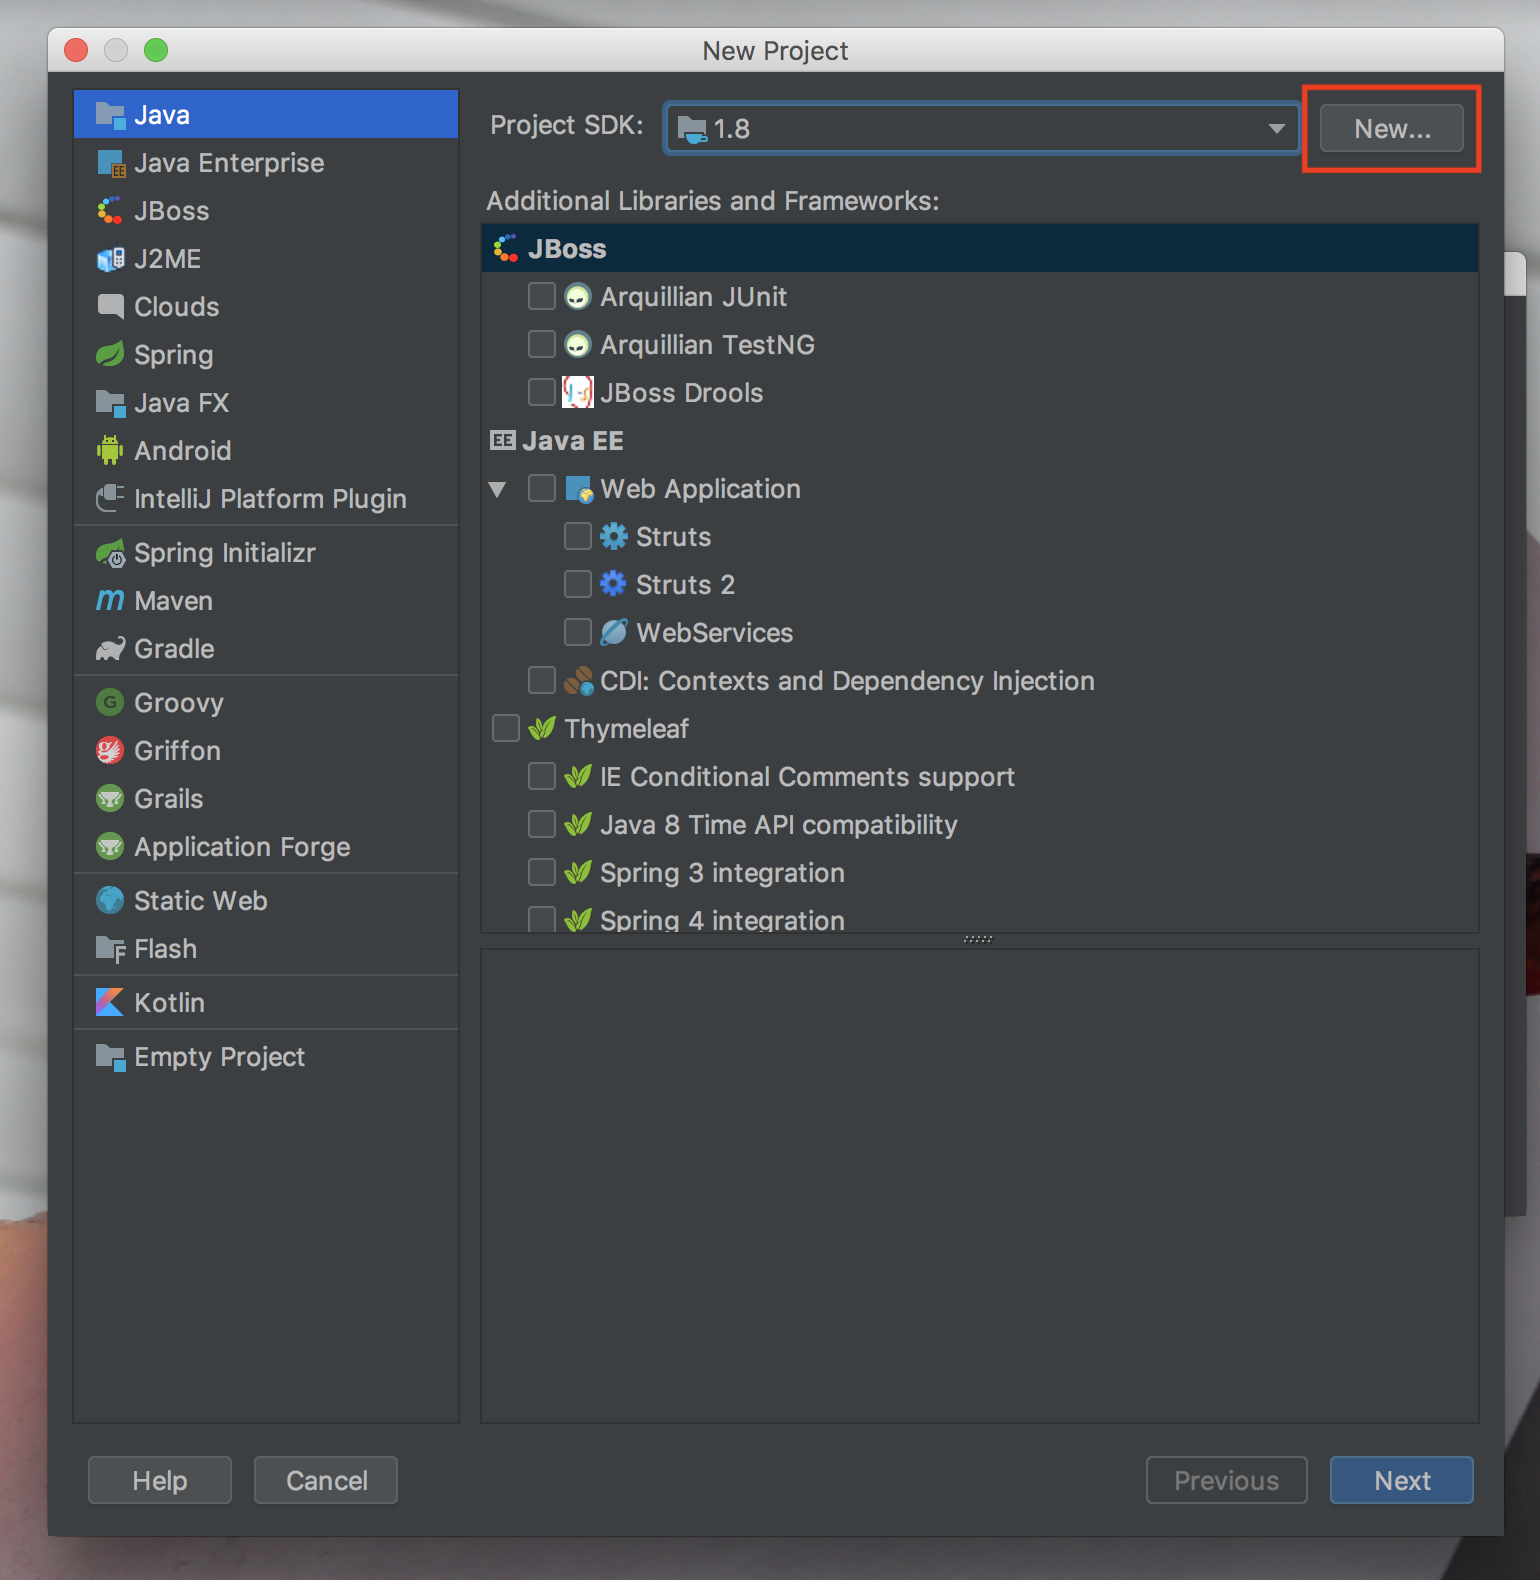 New Project
Java
Java Enterprise
JBoss
J2ME
Clouds
Spring
Java FX
Android
IntelliJ Platform Plugin
Spring Initializr
Maven
Gradle
Groovy
Griffon
Grails
Application Forge
Static Web
Flash
Kotlin
Empty Project
Project SDK: 1.8 New...
Additional Libraries and Frameworks:
JBoss
Arquillian JUnit
Arquillian TestNG
JBoss Drools
Java EE
Web Application
Struts
Struts 2
WebServices
CDI: Contexts and Dependency Injection
Thymeleaf
IE Conditional Comments support
Java 8 Time API compatibility
Spring 3 integration
Spring 4 integration
Help Cancel Previous Next